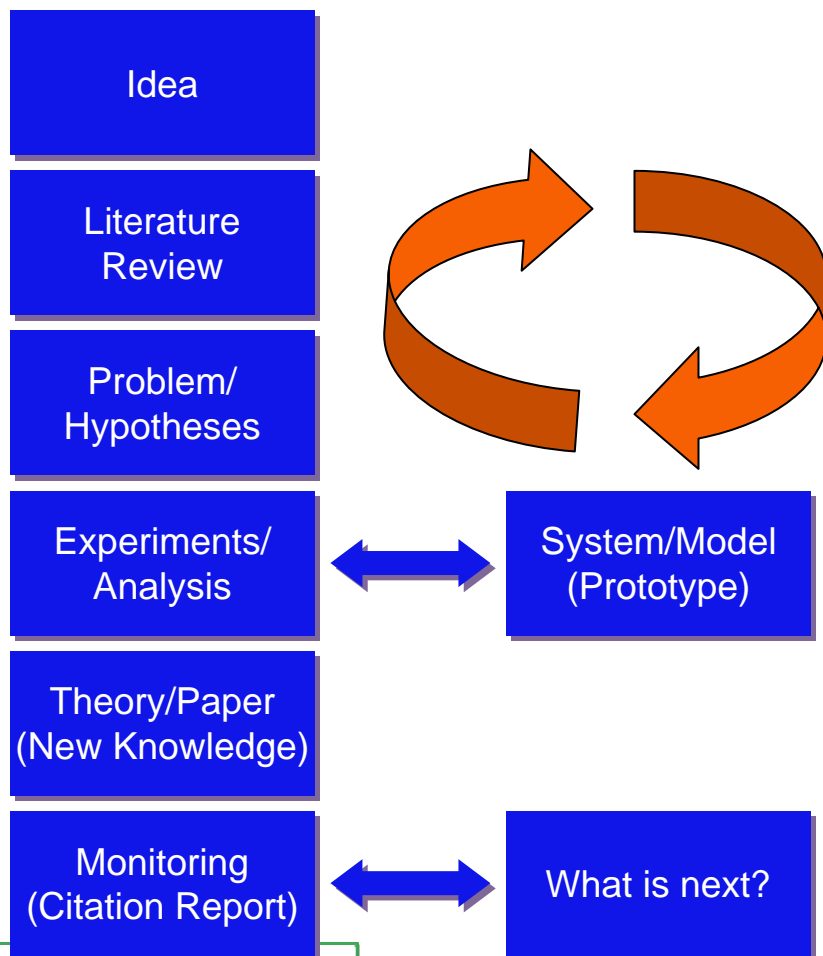 Idea
Literature
Review
Problem/
Hypotheses
Experiments/
Analysis
System/Model
(Prototype)
Theory/Paper
(New Knowledge)
Monitoring
(Citation Report)
What is next?